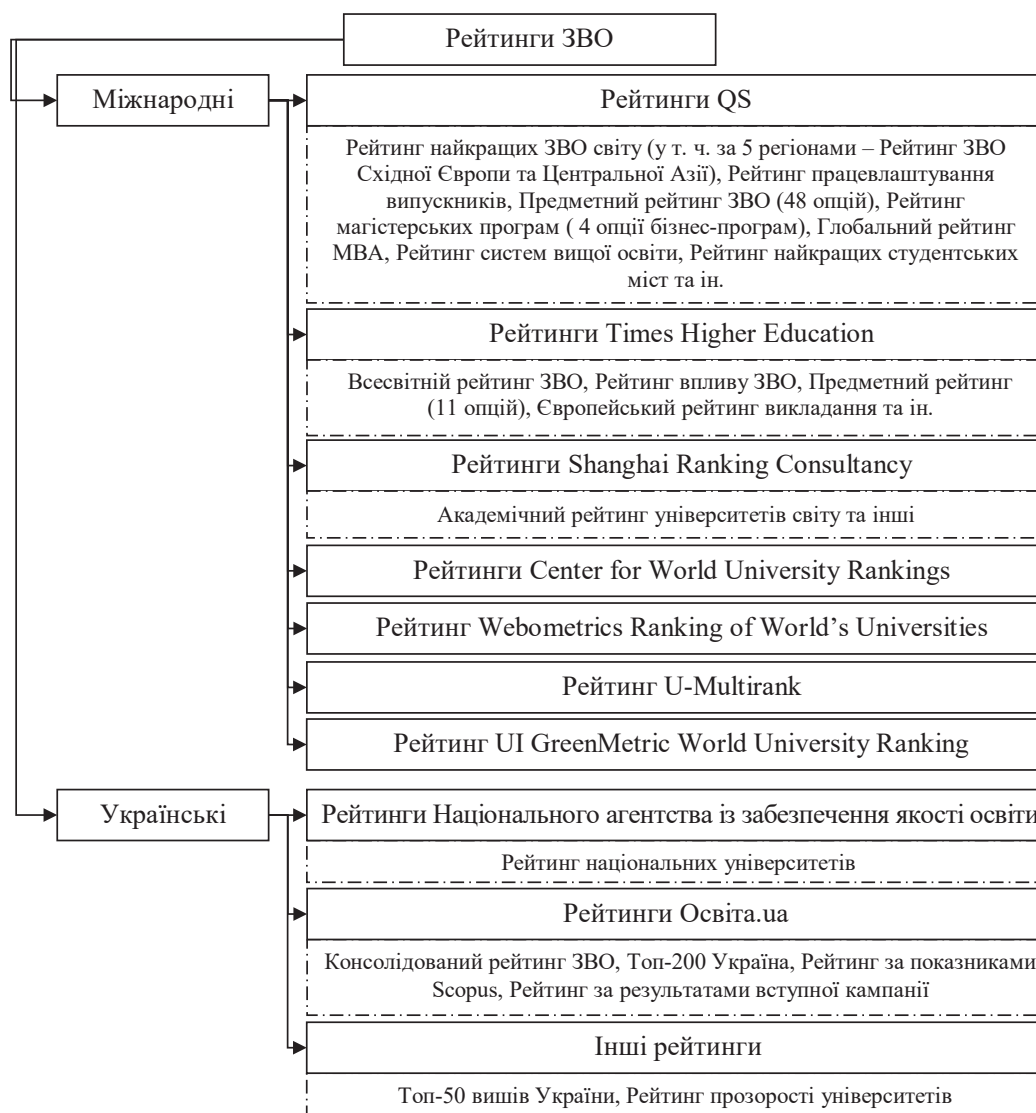 Рейтинги ЗВО
Міжнародні
Рейтинги QS
Рейтинг найкращих ЗВО світу (у т. ч. за 5 регіонами – Рейтинг ЗВО
Східної Європи та Центральної Азії), Рейтинг працевлаштування
випускників, Предметний рейтинг ЗВО (48 опцій), Рейтинг
магістерських програм ( 4 опції бізнес-програм), Глобальний рейтинг
МВА, Рейтинг систем вищої освіти, Рейтинг найкращих студентських
міст та ін.
Рейтинги Times Higher Education
Всесвітній рейтинг ЗВО, Рейтинг впливу ЗВО, Предметний рейтинг
(11 опцій), Європейський рейтинг викладання та ін.
Рейтинги Shanghai Ranking Consultancy
Академічний рейтинг університетів світу та інші
Рейтинги Center for World University Rankings
Рейтинг Webometrics Ranking of World’s Universities
Рейтинг U-Multirank
Рейтинг UI GreenMetric World University Ranking
Українські
Рейтинги Національного агентства із забезпечення якості освіти
Рейтинг національних університетів
Рейтинги Освіта.ua
Консолідований рейтинг ЗВО, Топ-200 Україна, Рейтинг за показниками
Scopus, Рейтинг за результатами вступної кампанії
Інші рейтинги
Топ-50 вишів України, Рейтинг прозорості університетів